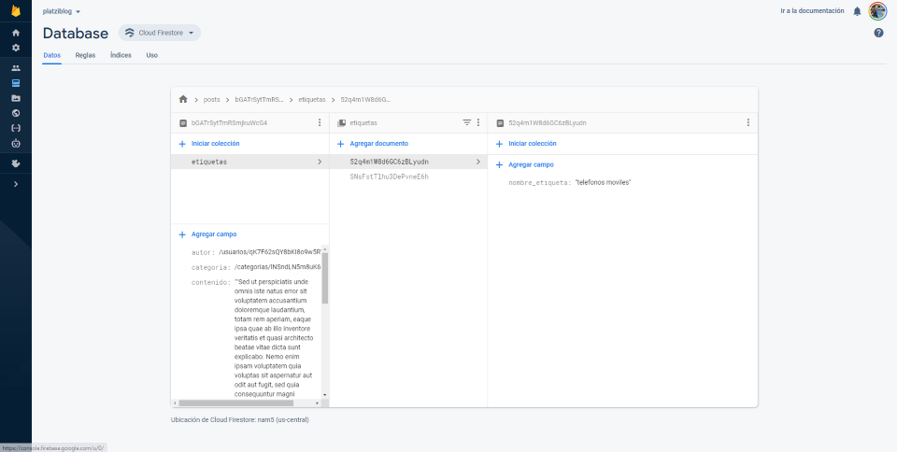 platziblog
Ir a la documentación
Database
Cloud Firestore
Datos
Reglas
Índices
Uso
posts
bGATrSytTmRS...
etiquetas
52q4m1W8d6G...
bGATrSytTmRSmjkuWcG4
etiquetas
52q4m1W8d6GC6zBLyudn
Iniciar colección
Agregar documento
Iniciar colección
etiquetas
52q4m1W8d6GC6zBLyudn
Agregar campo
SNsFstTlhu3DePvneE6h
nombre_etiqueta: "telefonos moviles"
Agregar campo
autor: /usuarios/qK7F62sQY8bKI8o9w5R
categoria: /categorias/INSndLN5m8uK6
contenido: "'Sed ut perspiciatis unde
omnis iste natus error sit
voluptatem accusantium
doloremque laudantium,
totam rem aperiam, eaque
ipsa quae ab illo inventore
veritatis et quasi architecto
beatae vitae dicta sunt
explicabo. Nemo enim
ipsam voluptatem quia
voluptas sit aspernatur aut
odit aut fugit, sed quia
consequuntur magni
Ubicación de Cloud Firestore: nam5 (us-central)
https://console.firebase.google.com/u/0/